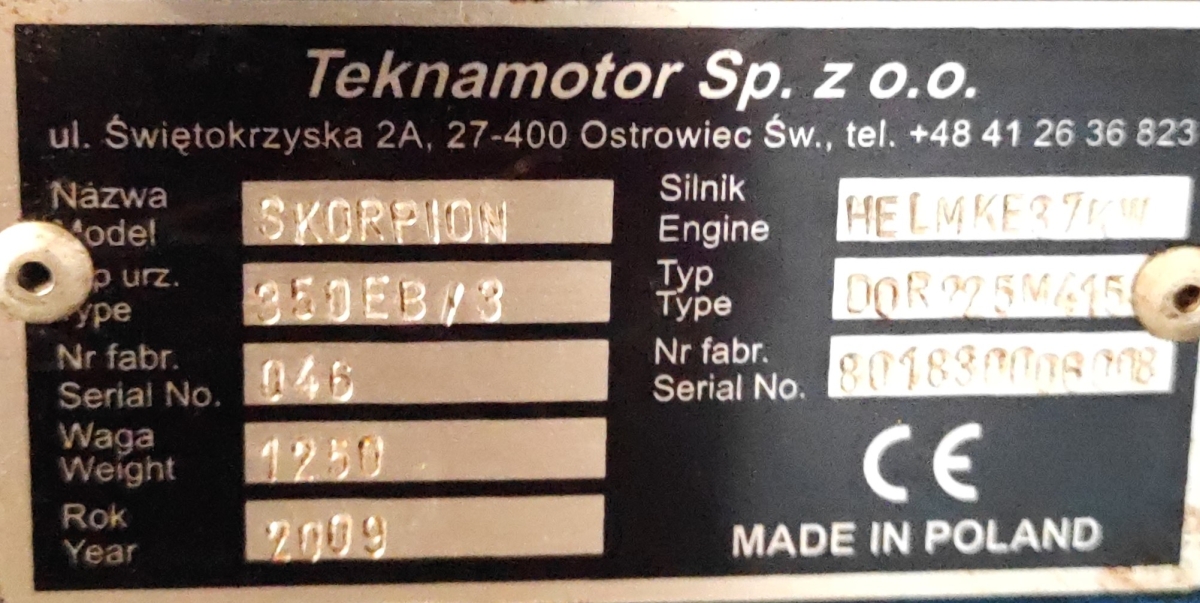 Teknamotor Sp. z o.o.
ul. Świętokrzyska 2A, 27-400 Ostrowiec Św., tel. +48 41 26 36 823
Nazwa
Model
SKORPION
Silnik
Engine
HELMKE37KW
p urz.
Type
350EB/3
Typ
Type
Nr fabr.
Serial No.
046
Nr fabr.
Serial No.
Waga
Weight
1250
Rok
Year
2009
CE
MADE IN POLAND